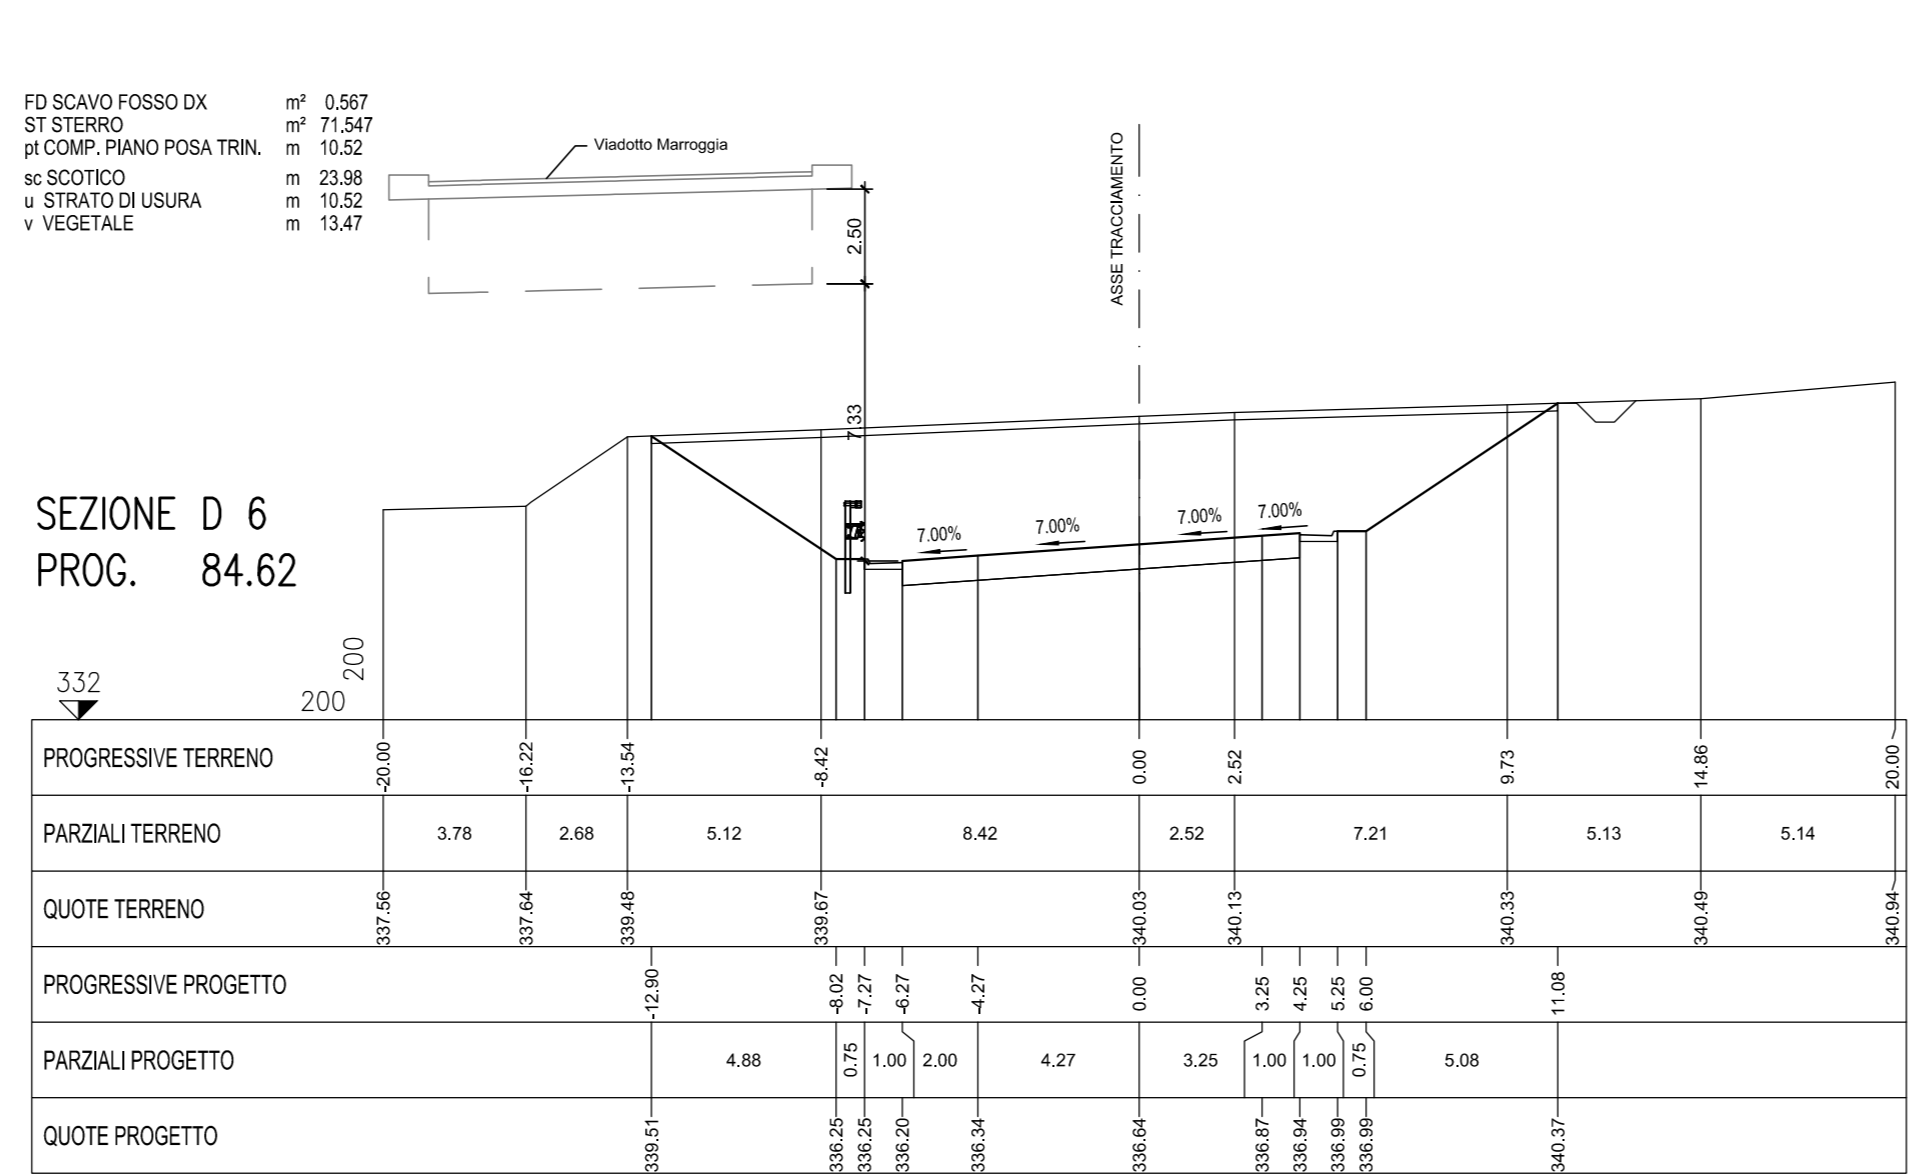 FD SCAVO FOSSO DX m² 0.567
ST STERRO m² 71.547
pt COMP. PIANO POSA TRIN. m 10.52
sc SCOTICO m 23.98
u STRATO DI USURA m 10.52
v VEGETALE m 13.47
Viadotto Marroggia
ASSE TRACCIAMENTO
2.50
7.33
SEZIONE D 6
PROG. 84.62
7.00%
7.00%
7.00%
7.00%
200
200
332
PROGRESSIVE TERRENO -20.00 -16.22 -13.54 -8.42 0.00 2.52 9.73 14.86 20.00
PARZIALI TERRENO 3.78 2.68 5.12 8.42 2.52 7.21 5.13 5.14
QUOTE TERRENO 337.56 337.64 339.48 339.67 340.03 340.13 340.33 340.49 340.94
PROGRESSIVE PROGETTO -12.90 -8.02 -7.27 -6.27 -4.27 0.00 3.25 4.25 5.25 6.00 11.08
PARZIALI PROGETTO 4.88 0.75 1.00 2.00 4.27 3.25 1.00 1.00 0.75 5.08
QUOTE PROGETTO 339.51 336.25 336.25 336.20 336.34 336.64 336.87 336.94 336.99 336.99 340.37